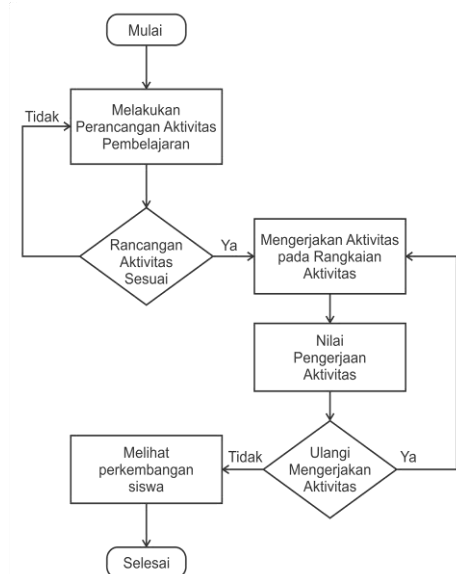 Mulai
Tidak
Melakukan
Perancangan Aktivitas
Pembelajaran
Rancangan
Aktivitas
Sesuai
Ya
Mengerjakan Aktivitas
pada Rangkaian
Aktivitas
Nilai
Pengerjaan
Aktivitas
Ulangi
Mengerjakan
Aktivitas
Ya
Tidak
Melihat
perkembangan
siswa
Selesai